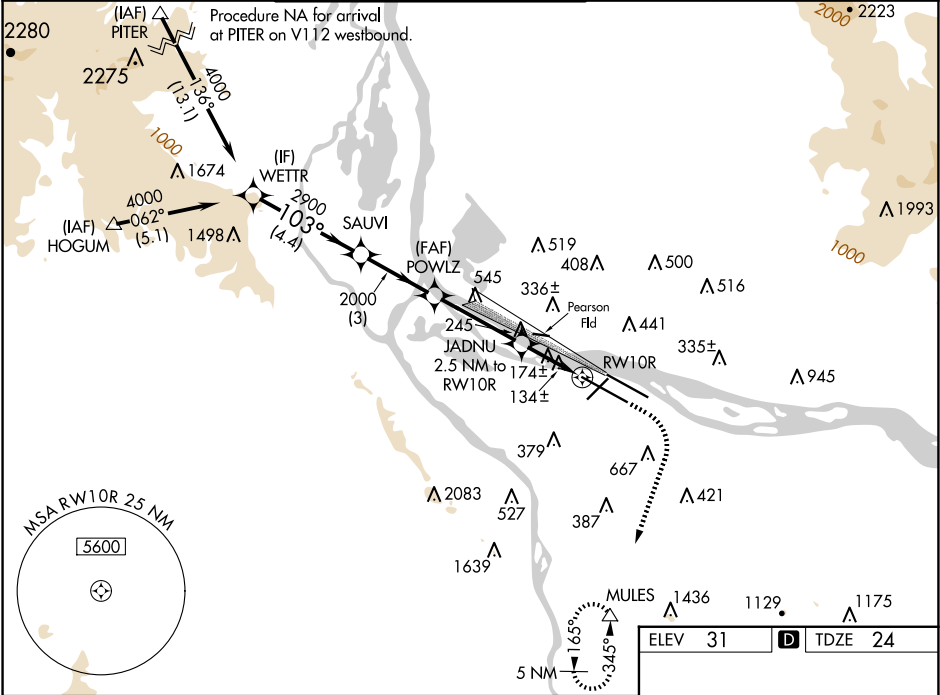 (IAF)
PITER
Procedure NA for arrival
at PITER on V112 westbound.
2280
2275
4000
136°
(13.1)
2000
2223
1000
1674
(IF)
WETTR
4000
062°
(5.1)
(IAF)
HOGUM
1498
2900
103°
(4.4)
SAUVI
(FAF)
POWLZ
2000
(3)
1993
1000
519
408
500
516
545
336±
Pearson
Fld
441
335±
245
JADNU
2.5 NM to
RW10R
174±
134±
RW10R
945
379
667
2083
527
387
421
1639
MSA RW10R 25 NM
5600
MULES
1436
1129
1175
165°
345°
5 NM
ELEV 31
D
TDZE 24